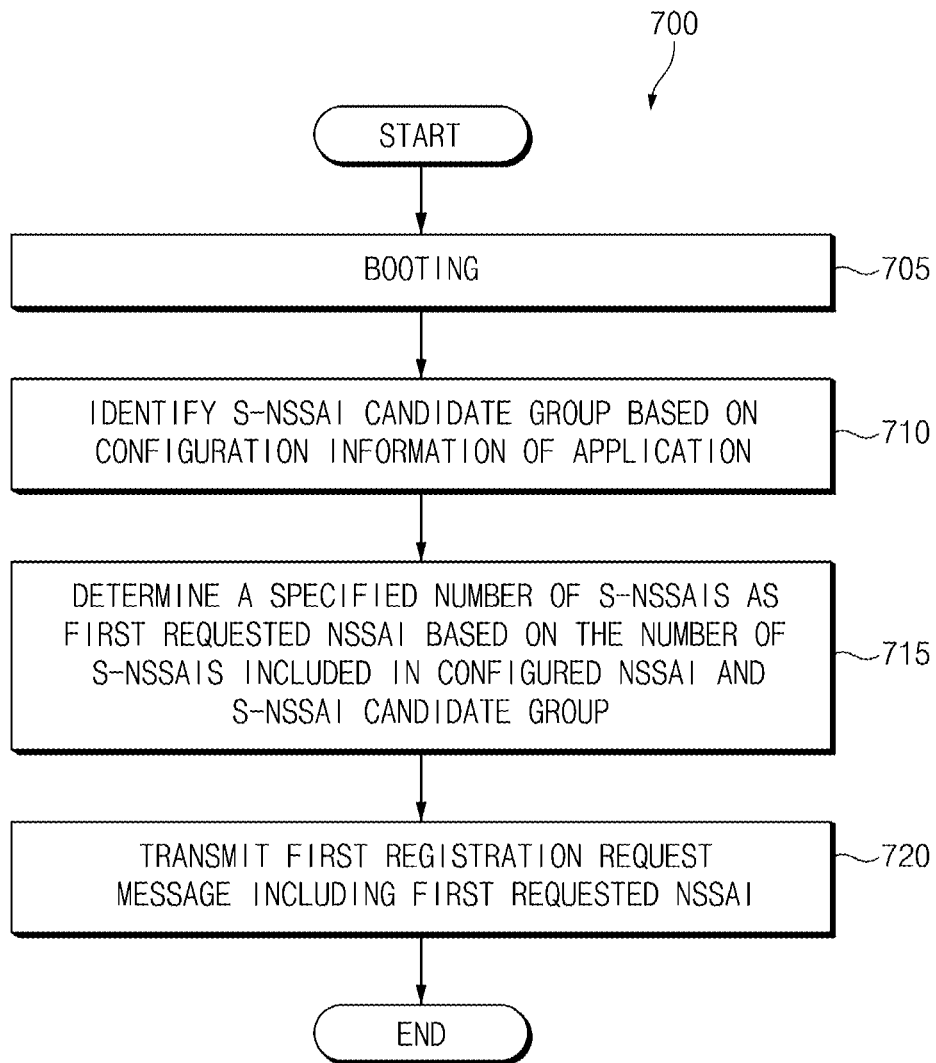 700
START
BOOTING
705
IDENTIFY S-NSSAI CANDIDATE GROUP BASED ON
CONFIGURATION INFORMATION OF APPLICATION
710
DETERMINE A SPECIFIED NUMBER OF S-NSSAIS AS
FIRST REQUESTED NSSAI BASED ON THE NUMBER OF
S-NSSAIS INCLUDED IN CONFIGURED NSSAI AND
S-NSSAI CANDIDATE GROUP
715
TRANSMIT FIRST REGISTRATION REQUEST
MESSAGE INCLUDING FIRST REQUESTED NSSAI
720
END